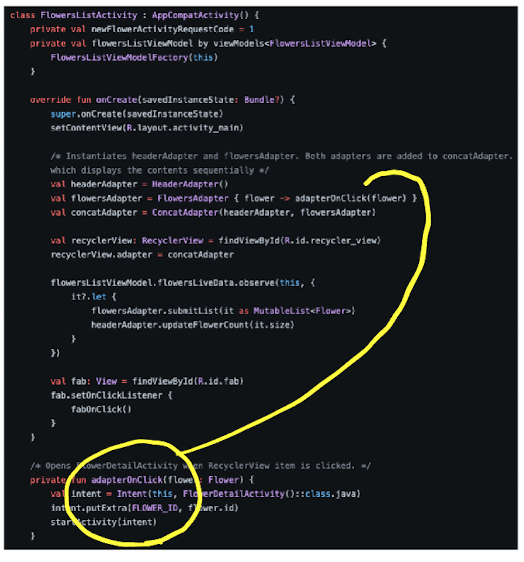 class FlowersListActivity : AppCompatActivity() {
private val newFlowerActivityRequestCode = 1
private val flowersListViewModel by viewModels<FlowersListViewModel> {
FlowersListViewModelFactory(this)
}
override fun onCreate(savedInstanceState: Bundle?) {
super.onCreate(savedInstanceState)
setContentView(R.layout.activity_main)
/* Instantiates headerAdapter and flowersAdapter. Both adapters are added to concatAdapter.
which displays the contents sequentially */
val headerAdapter = HeaderAdapter()
val flowersAdapter = FlowersAdapter { flower -> adapterOnClick(flower) }
val concatAdapter = ConcatAdapter(headerAdapter, flowersAdapter)
val recyclerView: RecyclerView = findViewById(R.id.recycler_view)
recyclerView.adapter = concatAdapter
flowersListViewModel.flowersLiveData.observe(this, {
it?.let {
flowersAdapter.submitList(it as MutableList<Flower>)
headerAdapter.updateFlowerCount(it.size)
}
})
val fab: View = findViewById(R.id.fab)
fab.setOnClickListener {
fabOnClick()
}
}
/* Opens FlowerDetailActivity when RecyclerView item is clicked. */
private fun adapterOnClick(flower: Flower) {
val intent = Intent(this, FlowerDetailActivity()::class.java)
intent.putExtra(FLOWER_ID, flower.id)
startActivity(intent)
}